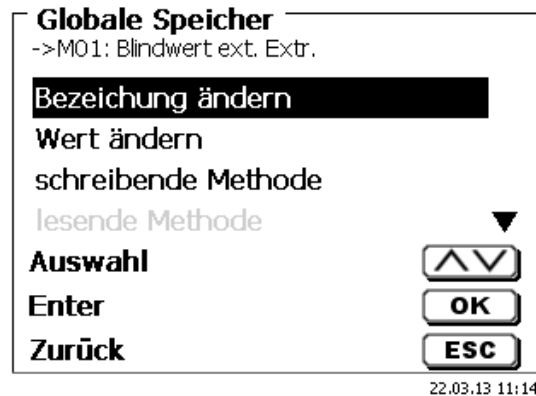 Globale Speicher
->M01: Blindwert ext. Extr.
Bezeichung ändern
Wert ändern
schreibende Methode
lesende Methode
Auswahl
Enter OK
Zurück ESC
22.03.13 11:14